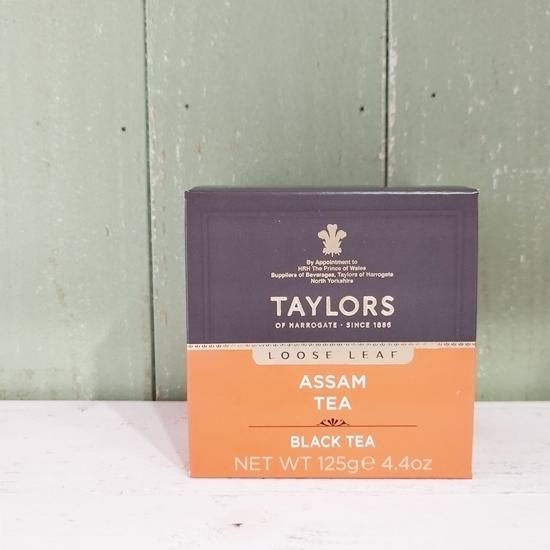 By Appointment to
HRH The Prince of Wales
Suppliers of Beverages, Taylors of Harrogate
North Yorkshire
TAYLORS
OF HARROGATE · SINCE 1886
LOOSE LEAF
ASSAM
TEA
BLACK TEA
NET WT 125g℮ 4.4oz